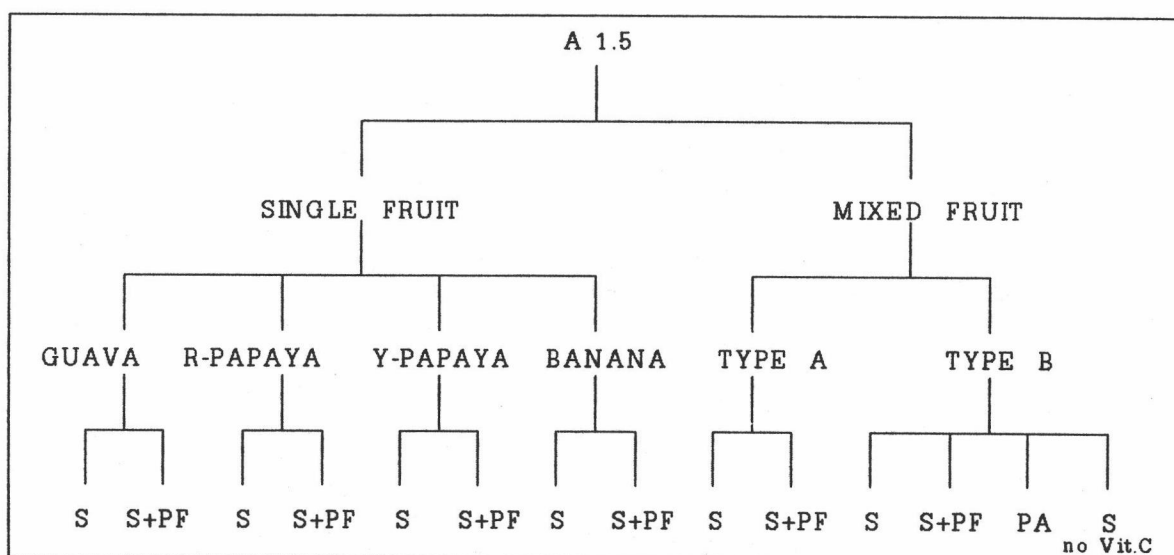 A 1.5
SINGLE FRUIT MIXED FRUIT
GUAVA R-PAPAYA Y-PAPAYA BANANA TYPE A TYPE B
S S+PF S S+PF S S+PF S S+PF S S+PF S S+PF PA S
no Vit.C